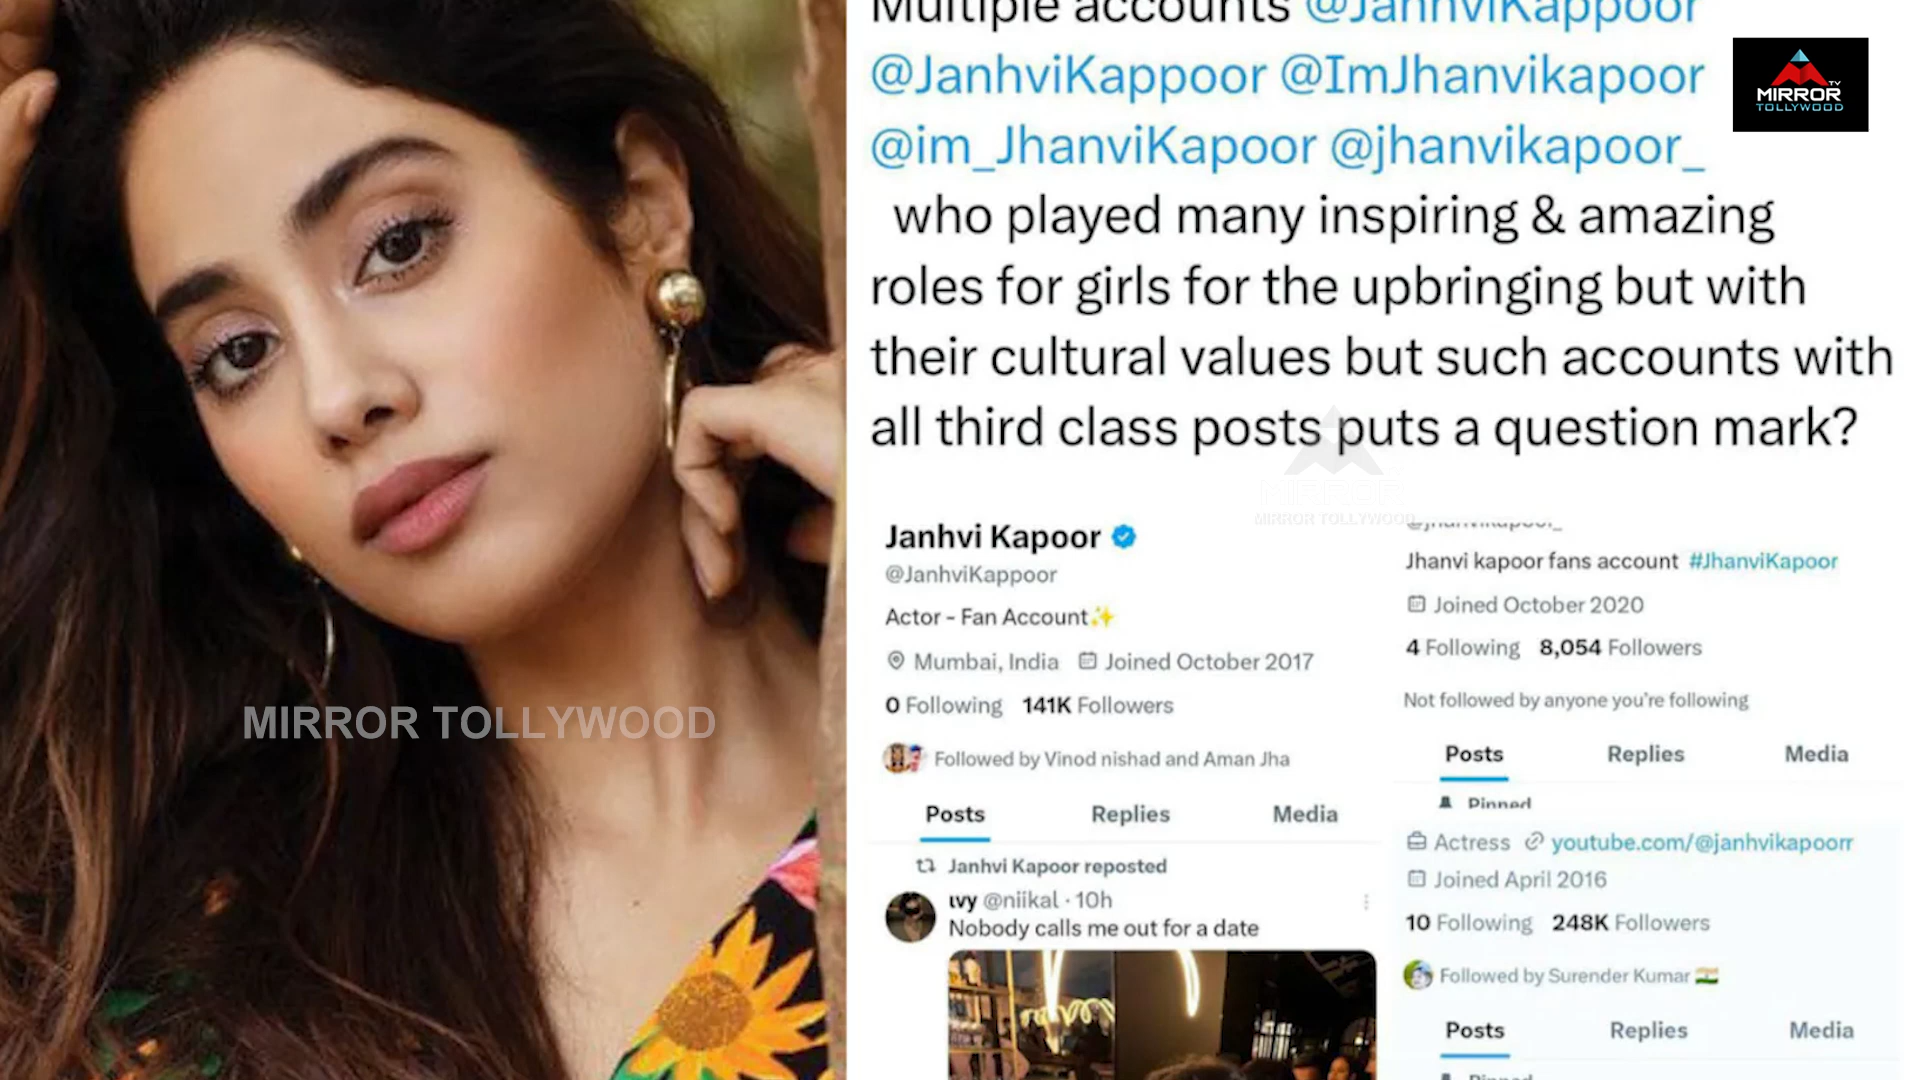 Multiple accounts @JanhviKappoor
@JanhviKappoor @ImJhanvikapoor
@im_JhanviKapoor @jhanvikapoor_
who played many inspiring & amazing
roles for girls for the upbringing but with
their cultural values but such accounts with
all third class posts puts a question mark?
TV
MIRROR
TOLLYWOOD
MIRROR
MIRROR TOLLYWOOD
MIRROR TOLLYWOOD
Janhvi Kapoor
@JanhviKappoor
Actor - Fan Account✨
Mumbai, India Joined October 2017
0 Following 141K Followers
Followed by Vinod nishad and Aman Jha
Posts Replies Media
Janhvi Kapoor reposted
ıvy @niikal · 10h
Nobody calls me out for a date
@jhanvikapoor_
Jhanvi kapoor fans account #JhanviKapoor
Joined October 2020
4 Following 8,054 Followers
Not followed by anyone you're following
Posts Replies Media
Pinned
Actress youtube.com/@janhvikapoorr
Joined April 2016
10 Following 248K Followers
Followed by Surender Kumar 🇮🇳
Posts Replies Media
Pinned